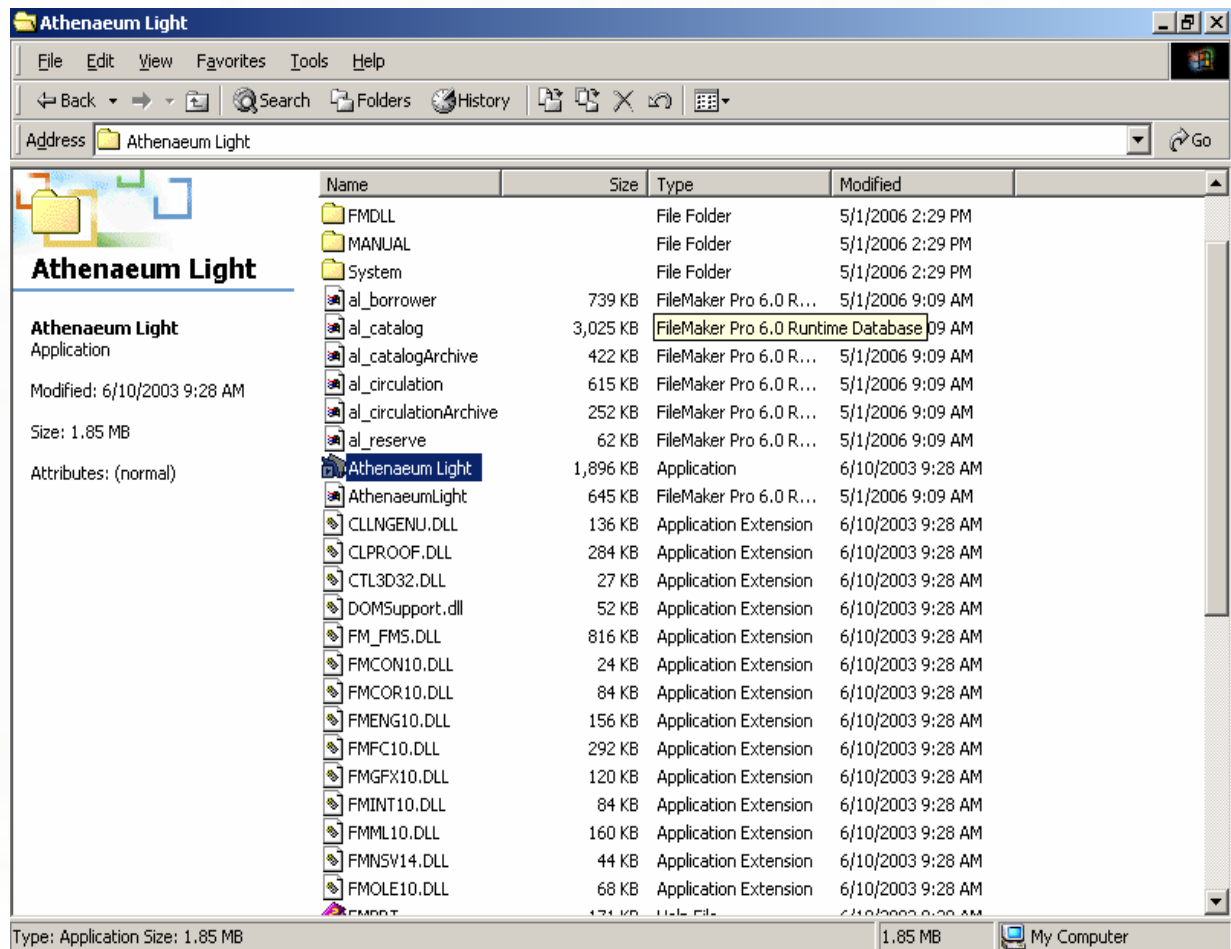 Athenaeum Light
File Edit View Favorites Tools Help
Back Search Folders History
Address Athenaeum Light Go
Athenaeum Light
Athenaeum Light
Application
Modified: 6/10/2003 9:28 AM
Size: 1.85 MB
Attributes: (normal)
Name Size Type Modified
FMDLL File Folder 5/1/2006 2:29 PM
MANUAL File Folder 5/1/2006 2:29 PM
System File Folder 5/1/2006 2:29 PM
al_borrower 739 KB FileMaker Pro 6.0 R... 5/1/2006 9:09 AM
al_catalog 3,025 KB FileMaker Pro 6.0 Runtime Database 09 AM
al_catalogArchive 422 KB FileMaker Pro 6.0 R... 5/1/2006 9:09 AM
al_circulation 615 KB FileMaker Pro 6.0 R... 5/1/2006 9:09 AM
al_circulationArchive 252 KB FileMaker Pro 6.0 R... 5/1/2006 9:09 AM
al_reserve 62 KB FileMaker Pro 6.0 R... 5/1/2006 9:09 AM
Athenaeum Light 1,896 KB Application 6/10/2003 9:28 AM
AthenaeumLight 645 KB FileMaker Pro 6.0 R... 5/1/2006 9:09 AM
CLLNGENU.DLL 136 KB Application Extension 6/10/2003 9:28 AM
CLPROOF.DLL 284 KB Application Extension 6/10/2003 9:28 AM
CTL3D32.DLL 27 KB Application Extension 6/10/2003 9:28 AM
DOMSupport.dll 52 KB Application Extension 6/10/2003 9:28 AM
FM_FMS.DLL 816 KB Application Extension 6/10/2003 9:28 AM
FMCON10.DLL 24 KB Application Extension 6/10/2003 9:28 AM
FMCOR10.DLL 84 KB Application Extension 6/10/2003 9:28 AM
FMENG10.DLL 156 KB Application Extension 6/10/2003 9:28 AM
FMFC10.DLL 292 KB Application Extension 6/10/2003 9:28 AM
FMGFX10.DLL 120 KB Application Extension 6/10/2003 9:28 AM
FMINT10.DLL 84 KB Application Extension 6/10/2003 9:28 AM
FMML10.DLL 160 KB Application Extension 6/10/2003 9:28 AM
FMNSV14.DLL 44 KB Application Extension 6/10/2003 9:28 AM
FMOLE10.DLL 68 KB Application Extension 6/10/2003 9:28 AM
Type: Application Size: 1.85 MB 1.85 MB My Computer